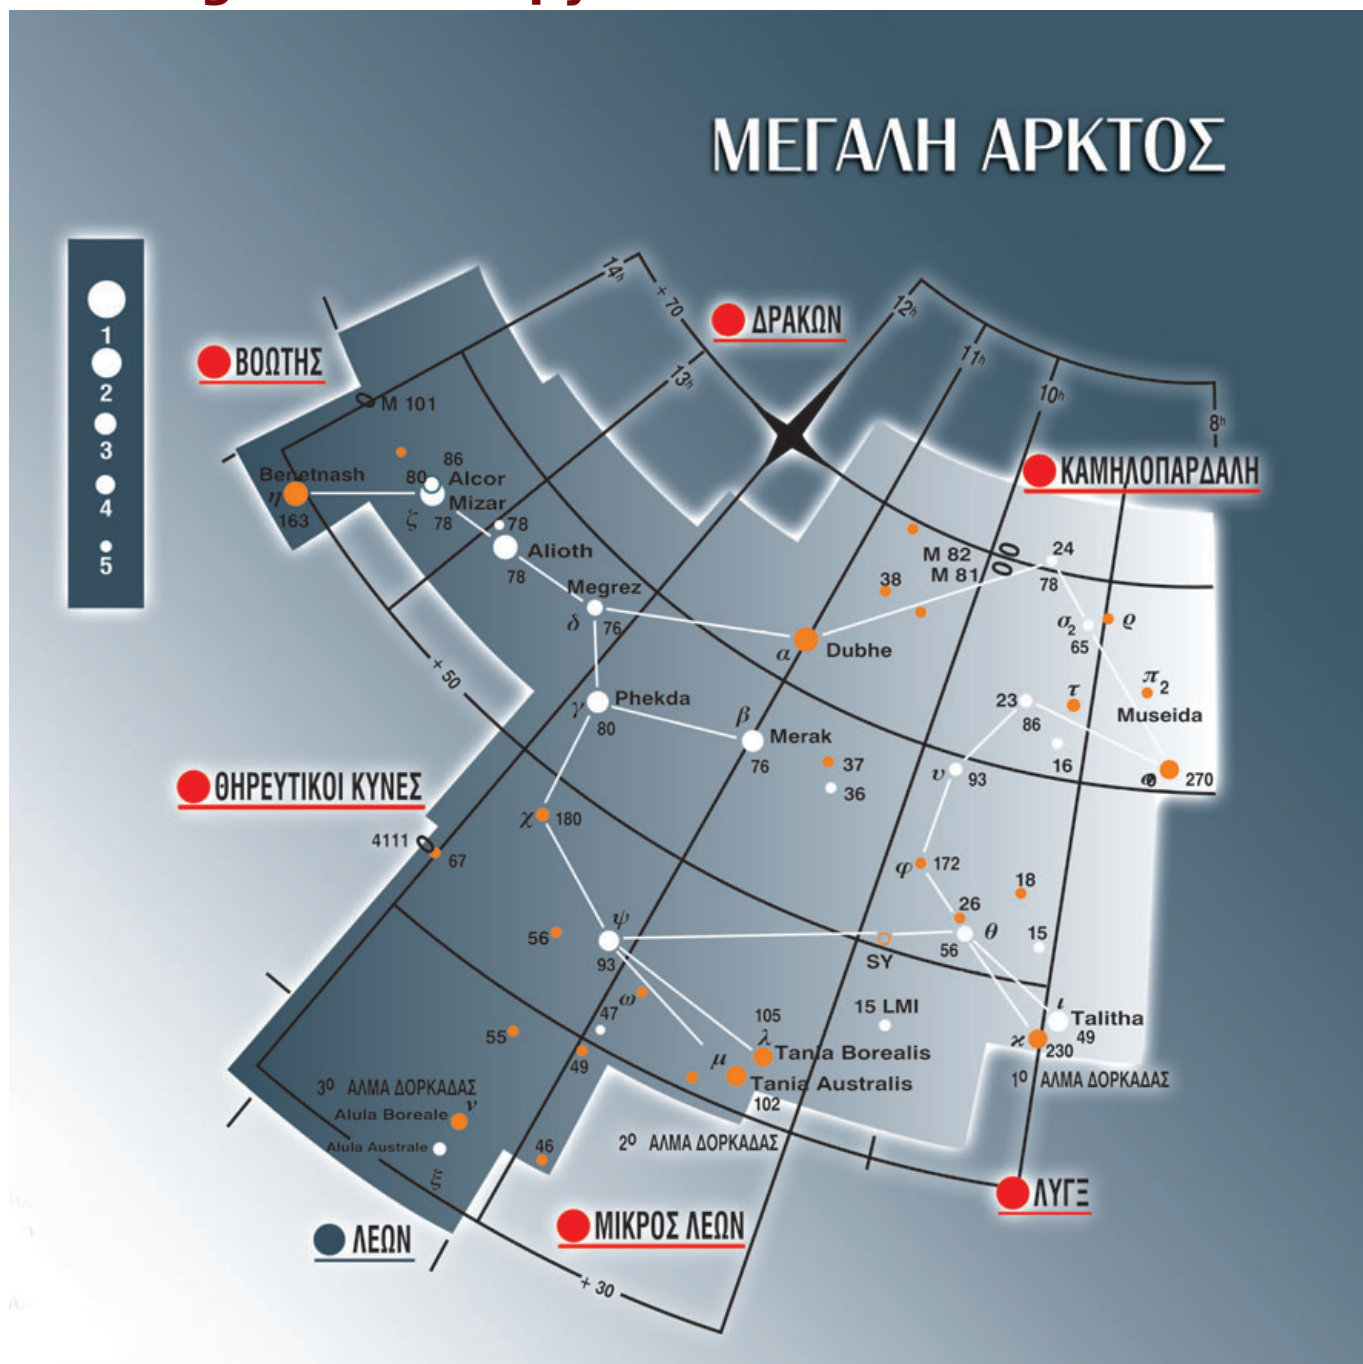 ΜΕΓΑΛΗ ΑΡΚΤΟΣ
1
2
3
4
5
14h
+ 70
13h
12h
11h
10h
8h
ΔΡΑΚΩΝ
ΒΟΩΤΗΣ
ΚΑΜΗΛΟΠΑΡΔΑΛΗ
M 101
86
80 Alcor
Benetnash
η
163
Mizar
ζ 78
78
Alioth
78
Megrez
δ 76
M 82
M 81
38
24
78
σ2
65
ϱ
α Dubhe
+ 50
γ Phekda
80
β
Merak
76
23
86
τ
π2
Museida
16
270
37
36
υ 93
ΘΗΡΕΥΤΙΚΟΙ ΚΥΝΕΣ
χ 180
4111
67
φ 172
18
26
θ
56
15
56
ψ
93
SY
ω
47
15 LMI
ι
Talitha
49
ϰ
230
1º ΑΛΜΑ ΔΟΡΚΑΔΑΣ
105
λ
Tania Borealis
μ
Tania Australis
102
55
49
3º ΑΛΜΑ ΔΟΡΚΑΔΑΣ
ν
Alula Boreale
Alula Australe
ξ
46
2º ΑΛΜΑ ΔΟΡΚΑΔΑΣ
ΛΥΓΞ
ΜΙΚΡΟΣ ΛΕΩΝ
ΛΕΩΝ
+ 30